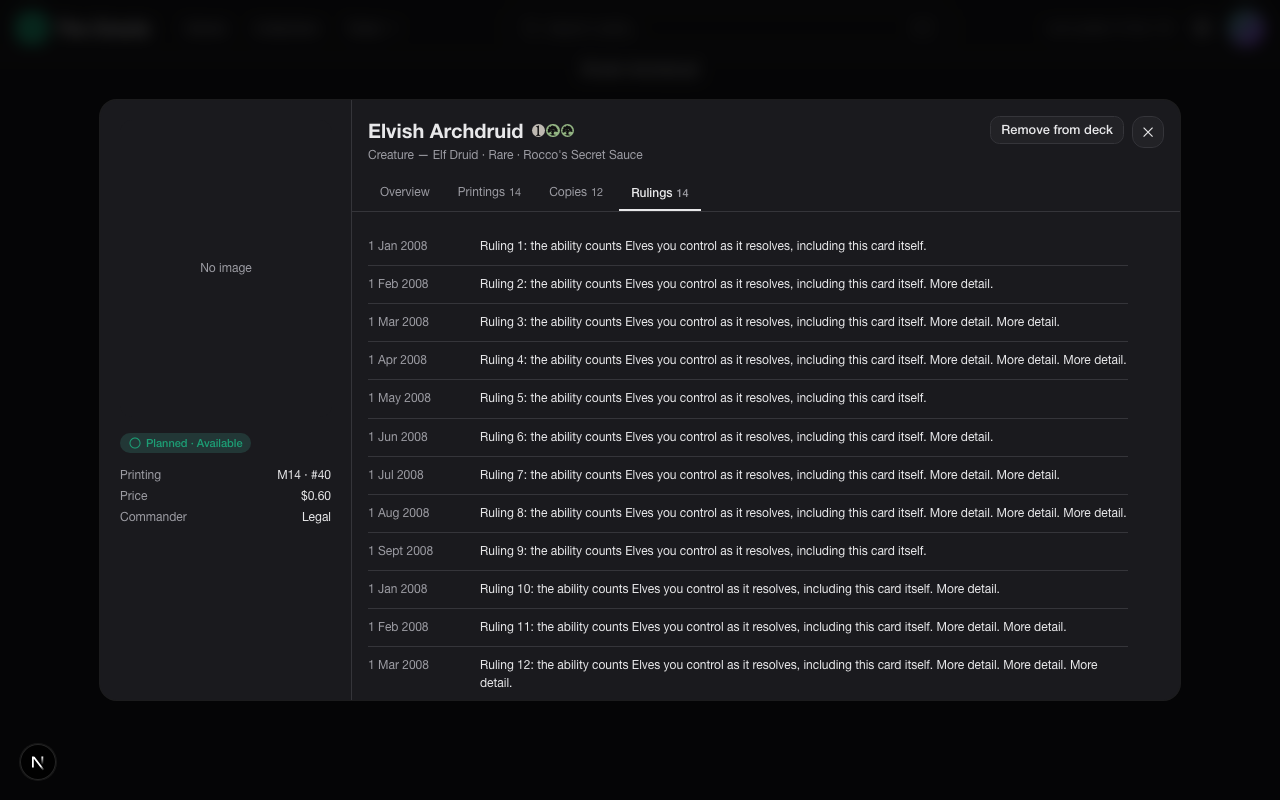 Elvish Archdruid 1
Remove from deck
Creature — Elf Druid · Rare · Rocco's Secret Sauce
Overview Printings 14 Copies 12 Rulings 14
No image
Planned · Available
Printing M14 · #40
Price $0.60
Commander Legal
1 Jan 2008 Ruling 1: the ability counts Elves you control as it resolves, including this card itself.
1 Feb 2008 Ruling 2: the ability counts Elves you control as it resolves, including this card itself. More detail.
1 Mar 2008 Ruling 3: the ability counts Elves you control as it resolves, including this card itself. More detail. More detail.
1 Apr 2008 Ruling 4: the ability counts Elves you control as it resolves, including this card itself. More detail. More detail. More detail.
1 May 2008 Ruling 5: the ability counts Elves you control as it resolves, including this card itself.
1 Jun 2008 Ruling 6: the ability counts Elves you control as it resolves, including this card itself. More detail.
1 Jul 2008 Ruling 7: the ability counts Elves you control as it resolves, including this card itself. More detail. More detail.
1 Aug 2008 Ruling 8: the ability counts Elves you control as it resolves, including this card itself. More detail. More detail. More detail.
1 Sept 2008 Ruling 9: the ability counts Elves you control as it resolves, including this card itself.
1 Jan 2008 Ruling 10: the ability counts Elves you control as it resolves, including this card itself. More detail.
1 Feb 2008 Ruling 11: the ability counts Elves you control as it resolves, including this card itself. More detail. More detail.
1 Mar 2008 Ruling 12: the ability counts Elves you control as it resolves, including this card itself. More detail. More detail. More
detail.
N